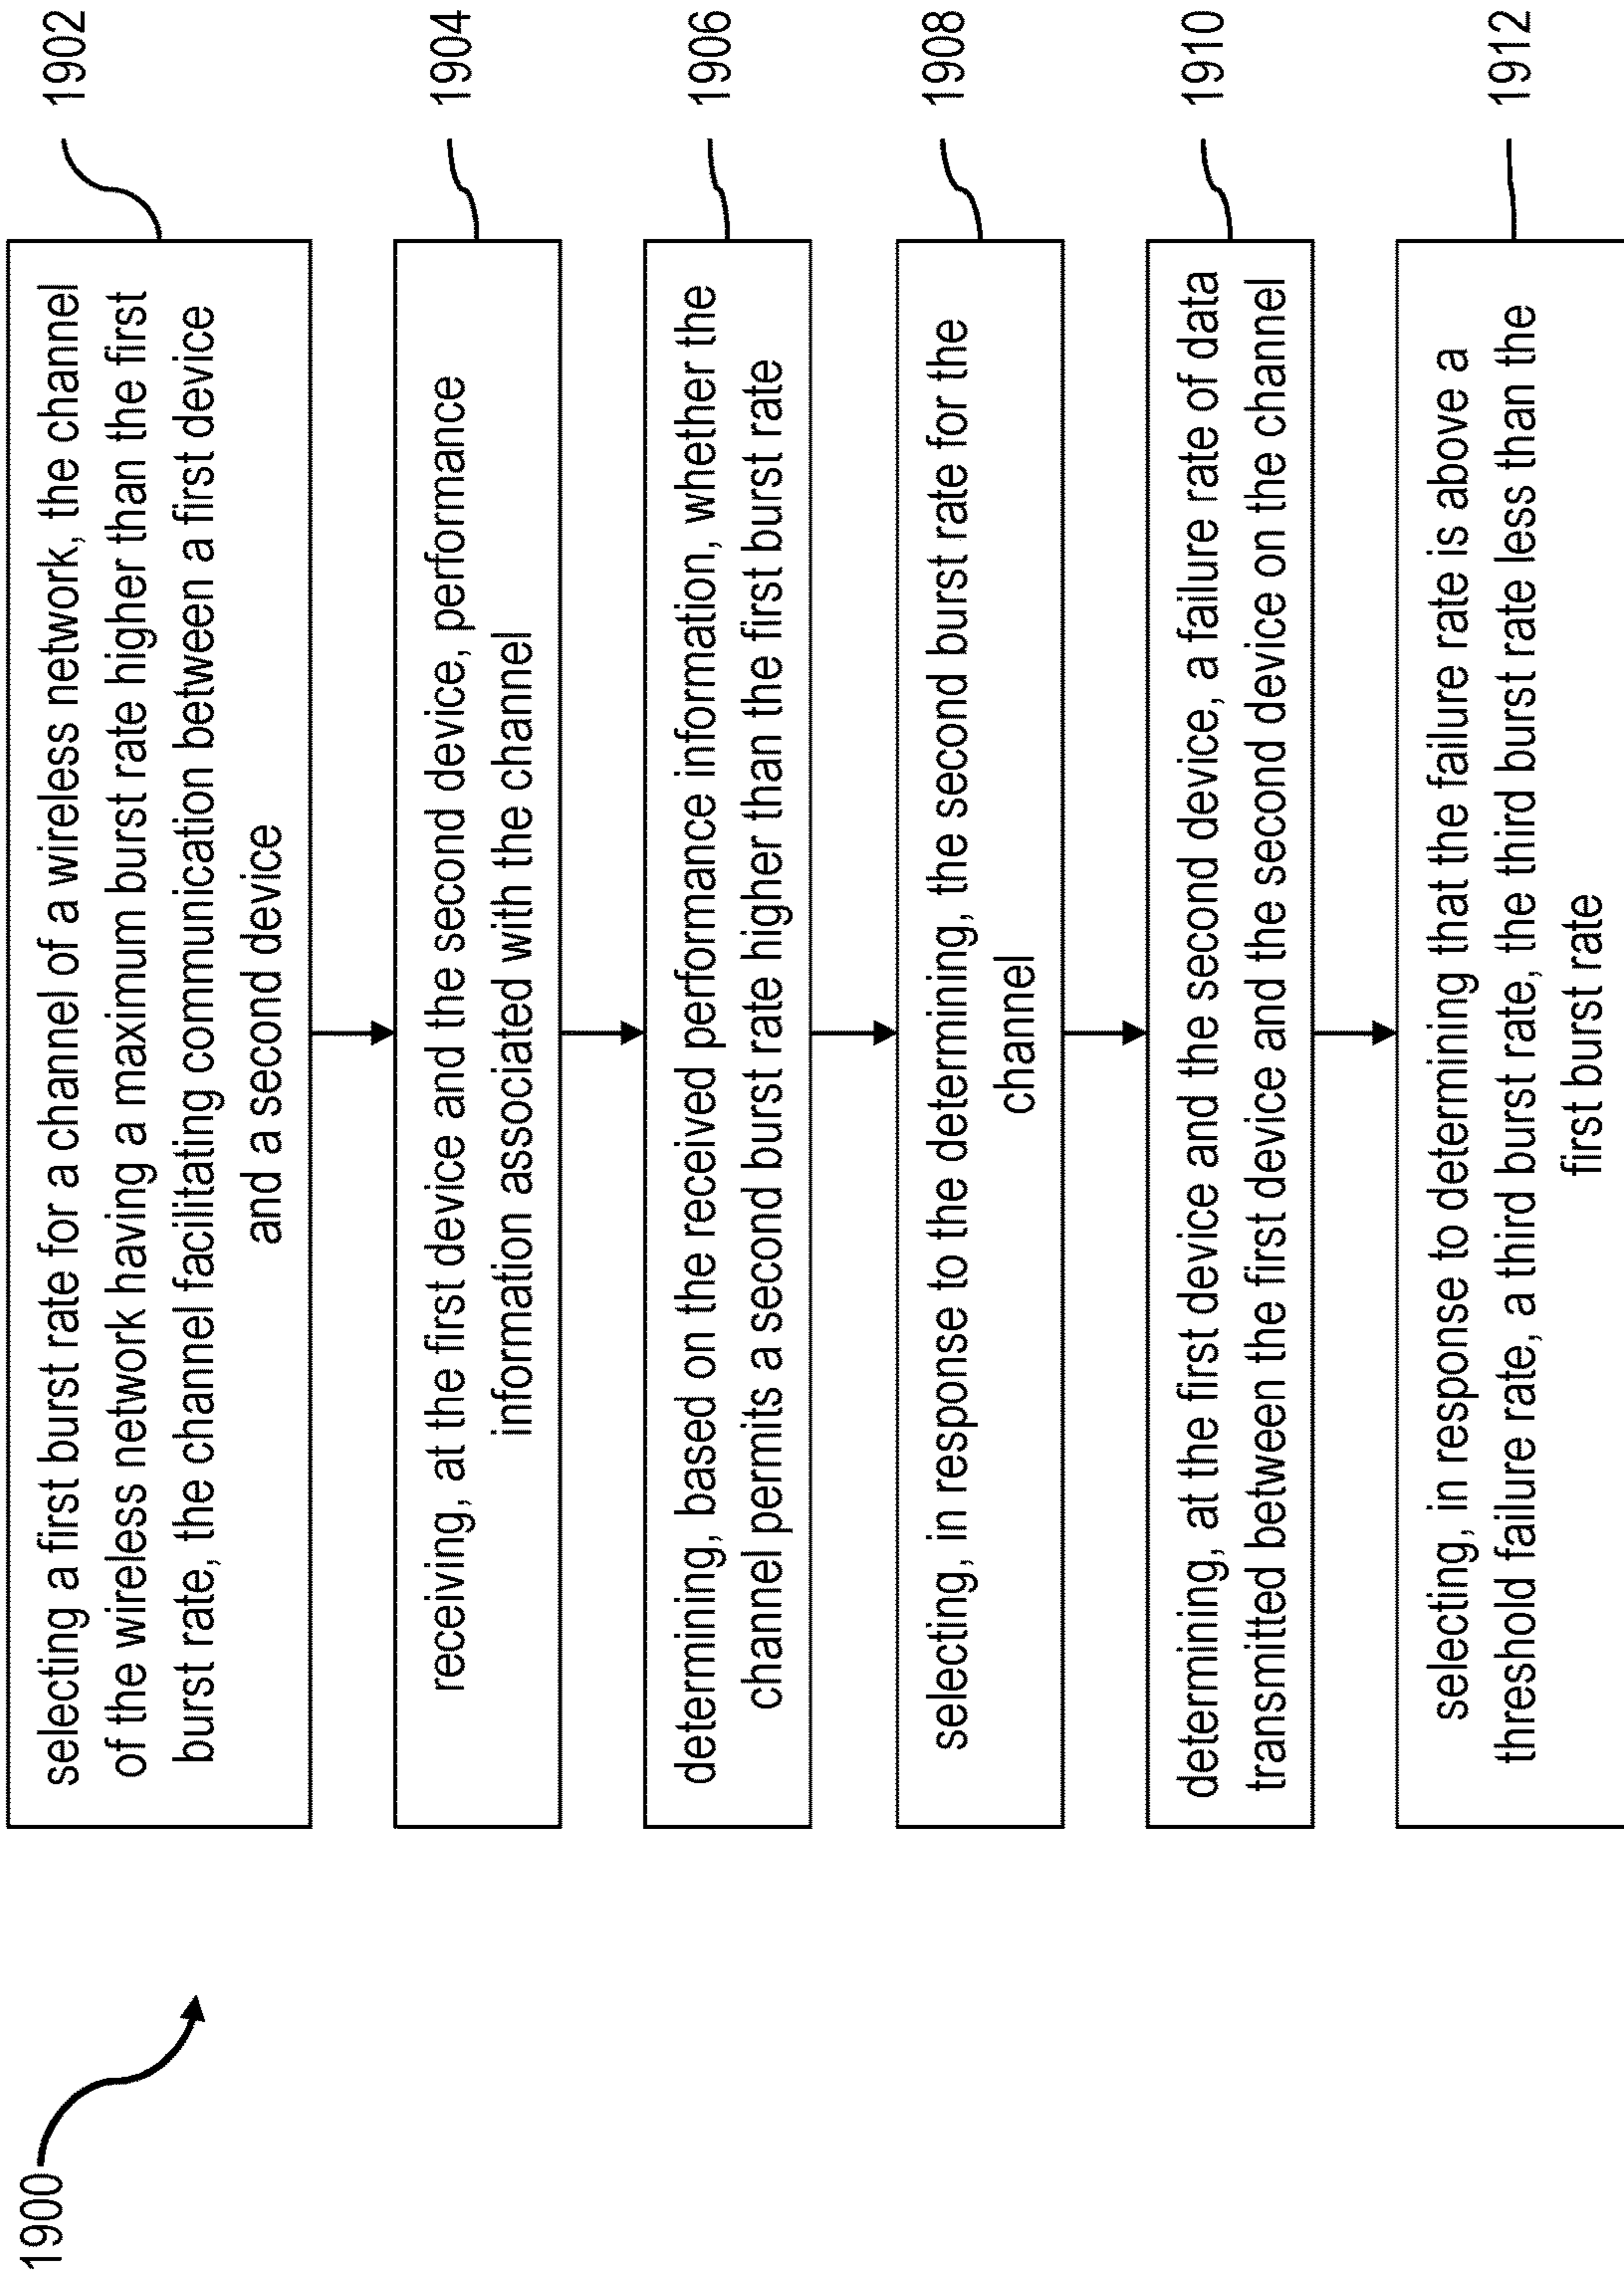 1900
selecting a first burst rate for a channel of a wireless network, the channel
of the wireless network having a maximum burst rate higher than the first
burst rate, the channel facilitating communication between a first device
and a second device
1902
receiving, at the first device and the second device, performance
information associated with the channel
1904
determining, based on the received performance information, whether the
channel permits a second burst rate higher than the first burst rate
1906
selecting, in response to the determining, the second burst rate for the
channel
1908
determining, at the first device and the second device, a failure rate of data
transmitted between the first device and the second device on the channel
1910
selecting, in response to determining that the failure rate is above a
threshold failure rate, a third burst rate, the third burst rate less than the
first burst rate
1912